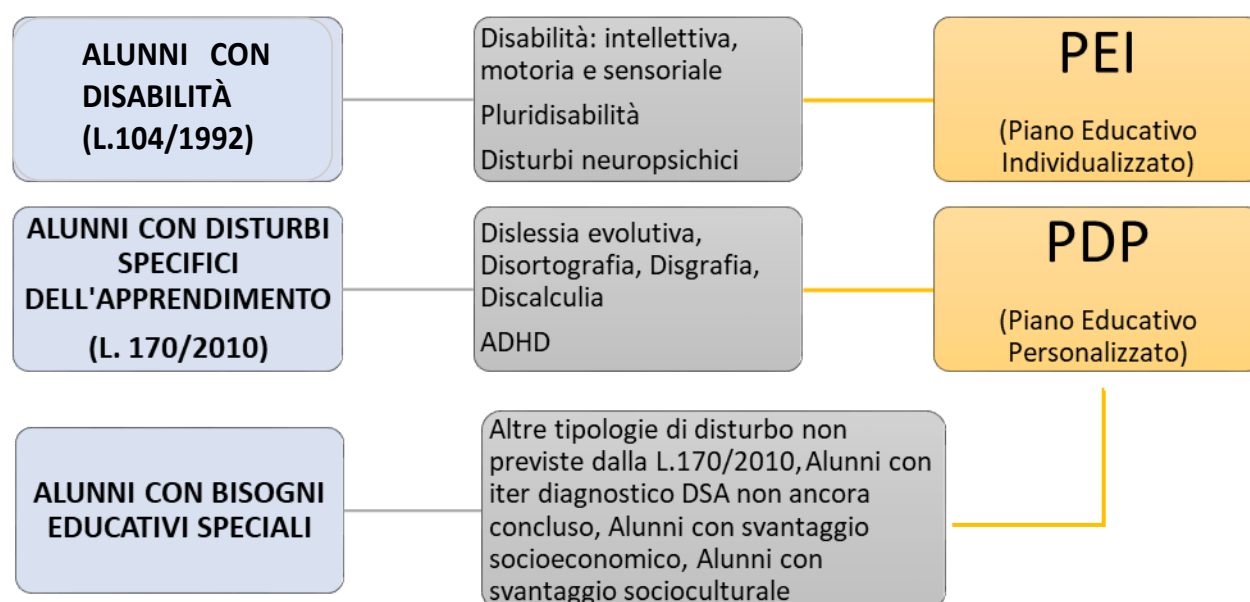 ALUNNI CON
DISABILITÀ
(L.104/1992)
Disabilità: intellettiva,
motoria e sensoriale
Pluridisabilità
Disturbi neuropsichici
PEI
(Piano Educativo
Individualizzato)
ALUNNI CON DISTURBI
SPECIFICI
DELL'APPRENDIMENTO
(L. 170/2010)
Dislessia evolutiva,
Disortografia, Disgrafia,
Discalculia
ADHD
PDP
(Piano Educativo
Personalizzato)
ALUNNI CON BISOGNI
EDUCATIVI SPECIALI
Altre tipologie di disturbo non
previste dalla L.170/2010, Alunni con
iter diagnostico DSA non ancora
concluso, Alunni con svantaggio
socioeconomico, Alunni con
svantaggio socioculturale